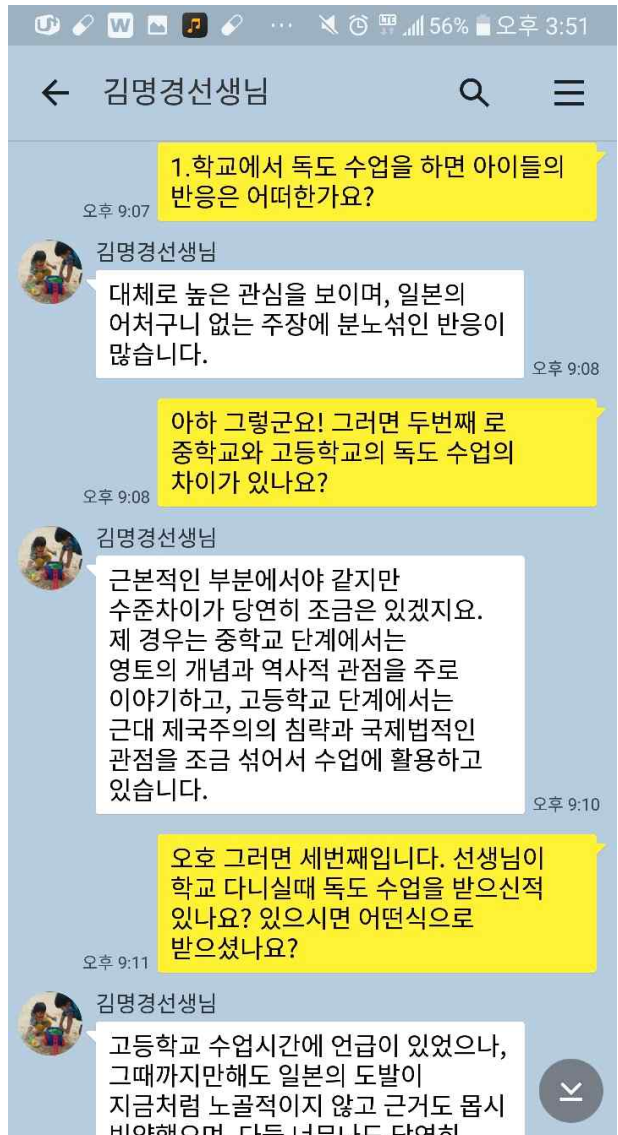 56% 오후 3:51
김명경선생님
1.학교에서 독도 수업을 하면 아이들의
반응은 어떠한가요?
오후 9:07
김명경선생님
대체로 높은 관심을 보이며, 일본의
어처구니 없는 주장에 분노섞인 반응이
많습니다.
오후 9:08
아하 그렇군요! 그러면 두번째 로
중학교와 고등학교의 독도 수업의
차이가 있나요?
오후 9:08
김명경선생님
근본적인 부분에서야 같지만
수준차이가 당연히 조금은 있겠지요.
제 경우는 중학교 단계에서는
영토의 개념과 역사적 관점을 주로
이야기하고, 고등학교 단계에서는
근대 제국주의의 침략과 국제법적인
관점을 조금 섞어서 수업에 활용하고
있습니다.
오후 9:10
오호 그러면 세번째입니다. 선생님이
학교 다니실때 독도 수업을 받으신적
있나요? 있으시면 어떤식으로
받으셨나요?
오후 9:11
김명경선생님
고등학교 수업시간에 언급이 있었으나,
그때까지만해도 일본의 도발이
지금처럼 노골적이지 않고 근거도 몹시